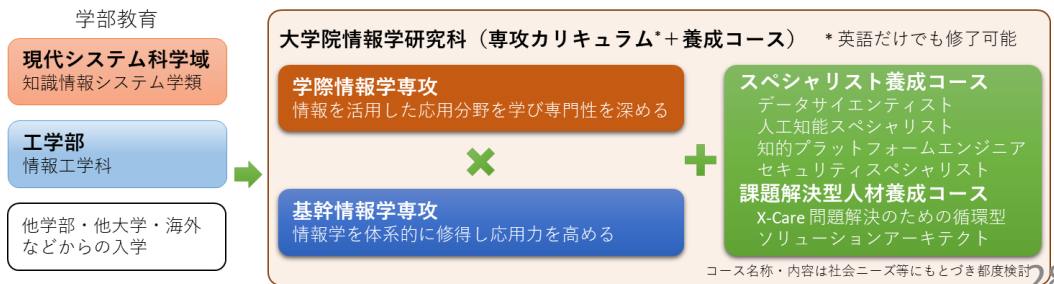 学部教育
現代システム科学域
知識情報システム学類
工学部
情報工学科
他学部・他大学・海外
などからの入学
大学院情報学研究科（専攻カリキュラム*＋養成コース）
* 英語だけでも修了可能
学際情報学専攻
情報を活用した応用分野を学び専門性を深める
基幹情報学専攻
情報学を体系的に修得し応用力を高める
スペシャリスト養成コース
データサイエンティスト
人工知能スペシャリスト
知的プラットフォームエンジニア
セキュリティスペシャリスト
課題解決型人材養成コース
X-Care 問題解決のための循環型
ソリューションアーキテクト
コース名称・内容は社会ニーズ等にもとづき都度検討